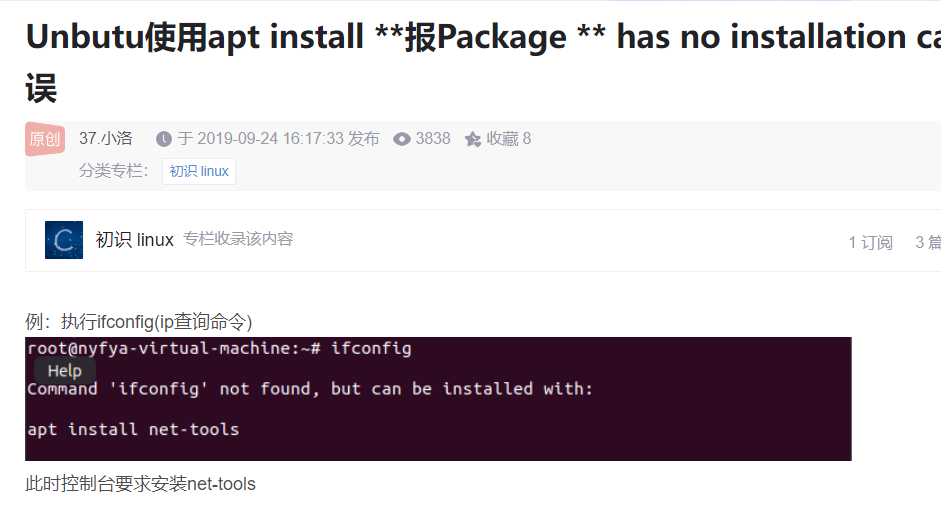 Unbutu使用apt install **报Package ** has no installation ca
误
原创 37.小洛 于 2019-09-24 16:17:33 发布 3838 收藏 8
分类专栏： 初识 linux
C 初识 linux 专栏收录该内容 1 订阅 3 篇
例：执行ifconfig(ip查询命令)
root@nyfya-virtual-machine:~# ifconfig
Help
Command 'ifconfig' not found, but can be installed with:
apt install net-tools
此时控制台要求安装net-tools